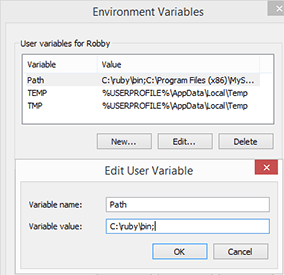 Environment Variables
User variables for Robby
Variable Value
Path C:\ruby\bin;C:\Program Files (x86)\MyS...
TEMP %USERPROFILE%\AppData\Local\Temp
TMP %USERPROFILE%\AppData\Local\Temp
New... Edit... Delete
Edit User Variable
Variable name: Path
Variable value: C:\ruby\bin;
OK Cancel